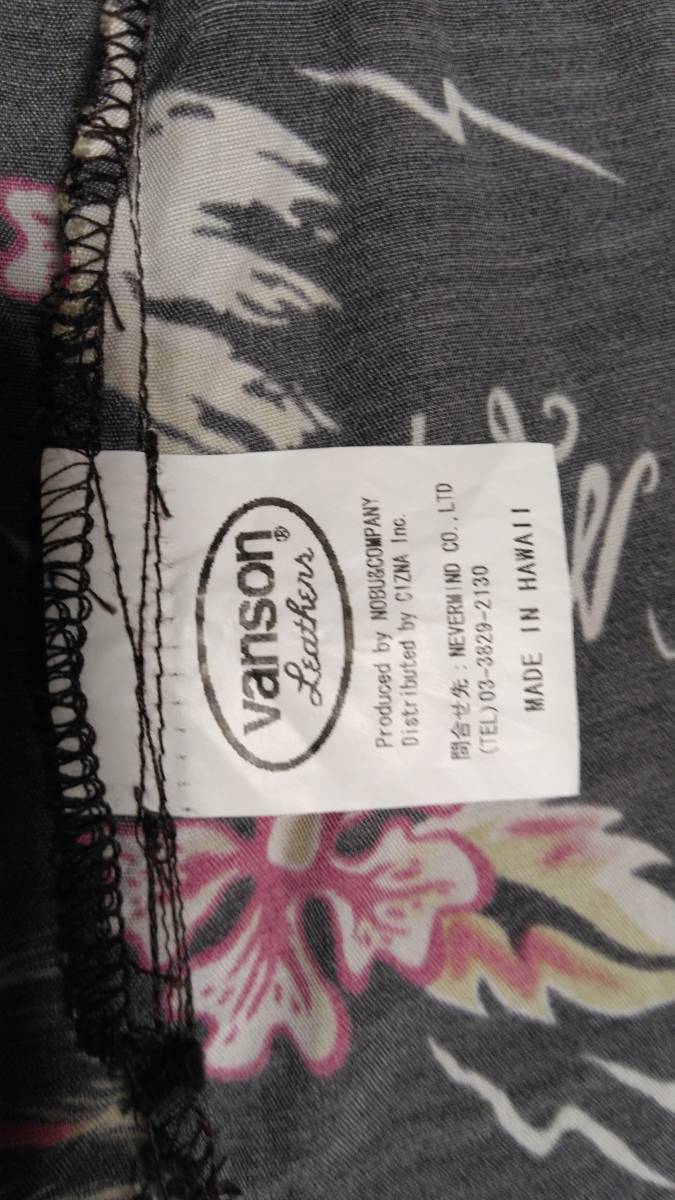 vanson®
Leathers
Produced by NOBU&COMPANY
Distributed by CIZNA Inc.
問合せ先:NEVERMIND CO.,LTD
(TEL)03-3829-2130
MADE IN HAWAII